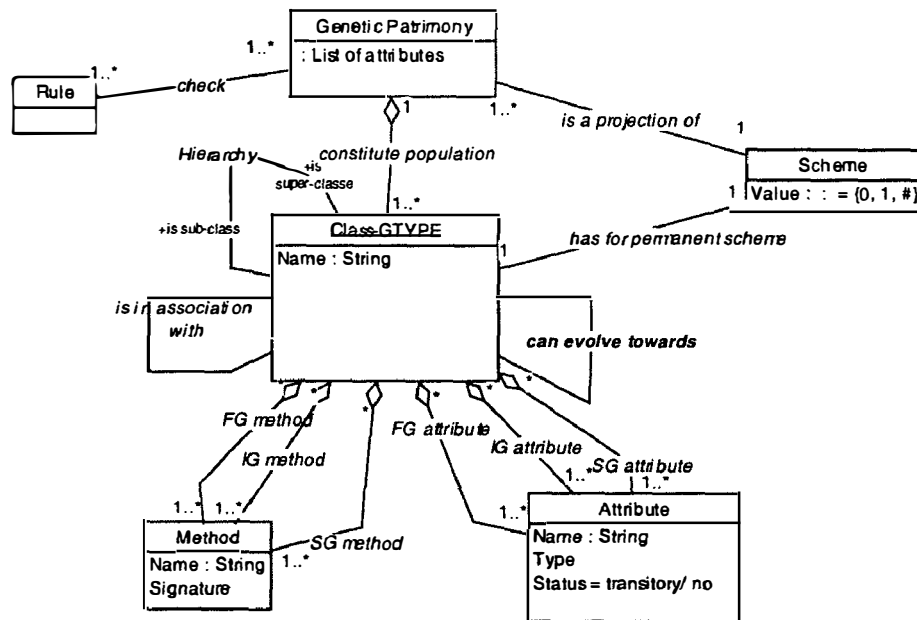 Genetic Patrimony
: List of attributes
1..*
1..*
check
Rule
1
1..*
is a projection of
1
Scheme
Value : : = {0, 1, #}
1
Hierarchy
+is
super-classe
constitute population
1..*
+is sub-class
Class-GTYPE
Name : String
1
has for permanent scheme
is in association
with
can evolve towards
*
*
*
*
*
*
FG method
IG method
SG method
FG attribute
IG attribute
SG attribute
1..*
1..*
1..*
1..*
1..*
1..*
Method
Name : String
Signature
Attribute
Name : String
Type
Status = transitory/ no